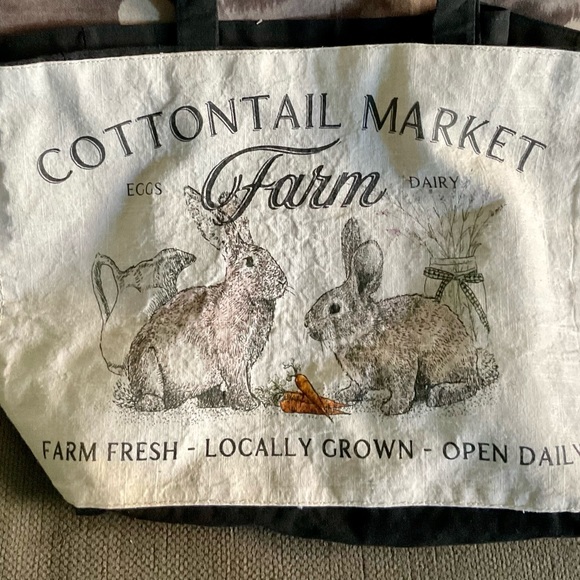 COTTONTAIL MARKET
EGGS Farm DAIRY
FARM FRESH - LOCALLY GROWN - OPEN DAILY